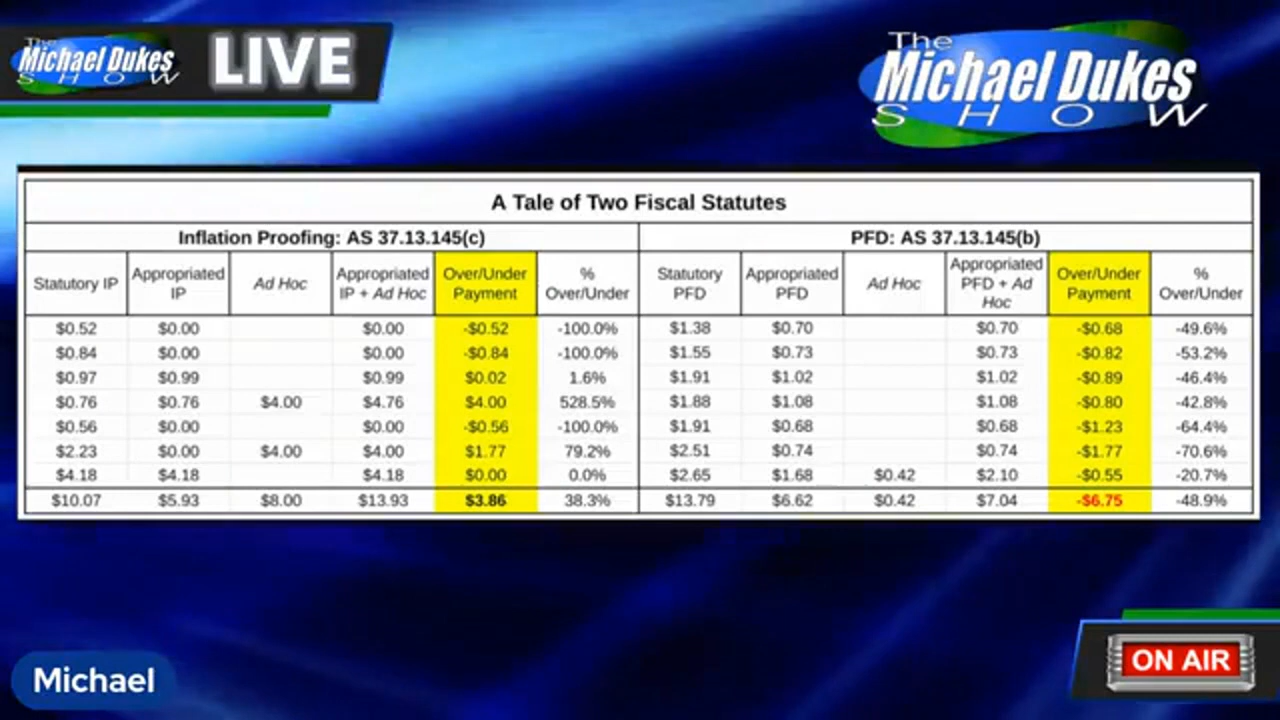 The
Michael Dukes
SHOW
LIVE
The
Michael Dukes
SHOW
A Tale of Two Fiscal Statutes
Inflation Proofing: AS 37.13.145(c) PFD: AS 37.13.145(b)
Statutory IP Appropriated IP Ad Hoc Appropriated IP + Ad Hoc Over/Under Payment % Over/Under Statutory PFD Appropriated PFD Ad Hoc Appropriated PFD + Ad Hoc Over/Under Payment % Over/Under
$0.52 $0.00 $0.00 -$0.52 -100.0% $1.38 $0.70 $0.70 -$0.68 -49.6%
$0.84 $0.00 $0.00 -$0.84 -100.0% $1.55 $0.73 $0.73 -$0.82 -53.2%
$0.97 $0.99 $0.99 $0.02 1.6% $1.91 $1.02 $1.02 -$0.89 -46.4%
$0.76 $0.76 $4.00 $4.76 $4.00 528.5% $1.88 $1.08 $1.08 -$0.80 -42.8%
$0.56 $0.00 $0.00 -$0.56 -100.0% $1.91 $0.68 $0.68 -$1.23 -64.4%
$2.23 $0.00 $4.00 $4.00 $1.77 79.2% $2.51 $0.74 $0.74 -$1.77 -70.6%
$4.18 $4.18 $4.18 $0.00 0.0% $2.65 $1.68 $0.42 $2.10 -$0.55 -20.7%
$10.07 $5.93 $8.00 $13.93 $3.86 38.3% $13.79 $6.62 $0.42 $7.04 -$6.75 -48.9%
Michael
ON AIR